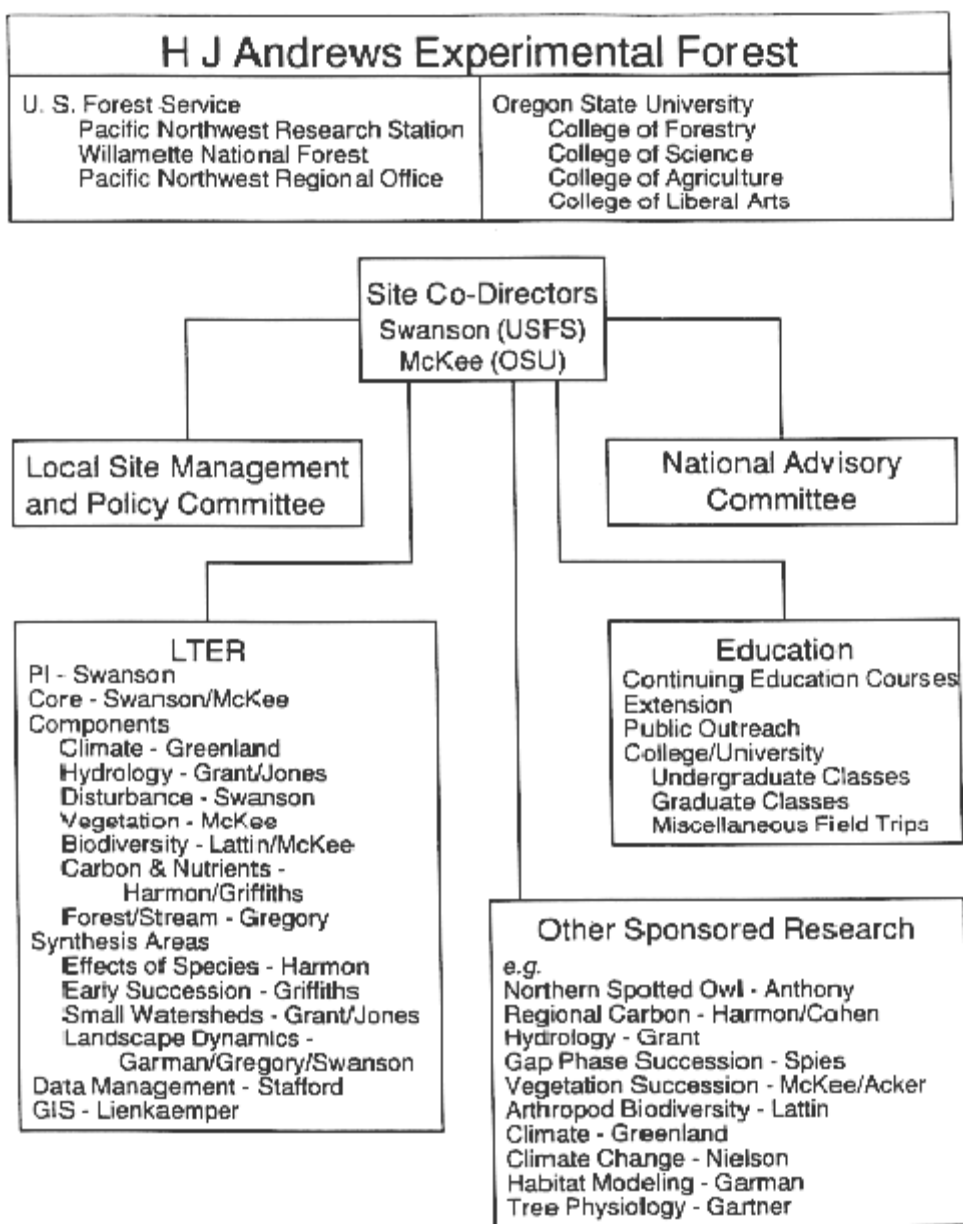 H J Andrews Experimental Forest
U. S. Forest Service
Pacific Northwest Research Station
Willamette National Forest
Pacific Northwest Regional Office
Oregon State University
College of Forestry
College of Science
College of Agriculture
College of Liberal Arts
Site Co-Directors
Swanson (USFS)
McKee (OSU)
Local Site Management
and Policy Committee
National Advisory
Committee
LTER
PI - Swanson
Core - Swanson/McKee
Components
Climate - Greenland
Hydrology - Grant/Jones
Disturbance - Swanson
Vegetation - McKee
Biodiversity - Lattin/McKee
Carbon & Nutrients -
Harmon/Griffiths
Forest/Stream - Gregory
Synthesis Areas
Effects of Species - Harmon
Early Succession - Griffiths
Small Watersheds - Grant/Jones
Landscape Dynamics -
Garman/Gregory/Swanson
Data Management - Stafford
GIS - Lienkaemper
Education
Continuing Education Courses
Extension
Public Outreach
College/University
Undergraduate Classes
Graduate Classes
Miscellaneous Field Trips
Other Sponsored Research
e.g.
Northern Spotted Owl - Anthony
Regional Carbon - Harmon/Cohen
Hydrology - Grant
Gap Phase Succession - Spies
Vegetation Succession - McKee/Acker
Arthropod Biodiversity - Lattin
Climate - Greenland
Climate Change - Nielson
Habitat Modeling - Garman
Tree Physiology - Gartner